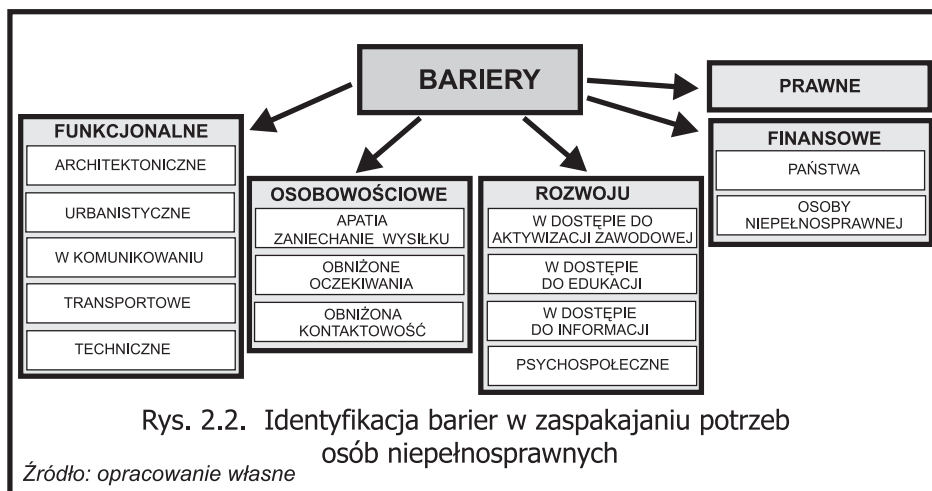 BARIERY
FUNKCJONALNE
ARCHITEKTONICZNE
URBANISTYCZNE
W KOMUNIKOWANIU
TRANSPORTOWE
TECHNICZNE
OSOBOWOŚCIOWE
APATIA
ZANIECHANIE WYSIŁKU
OBNIŻONE
OCZEKIWANIA
OBNIŻONA
KONTAKTOWOŚĆ
ROZWOJU
W DOSTĘPIE DO
AKTYWIZACJI ZAWODOWEJ
W DOSTĘPIE
DO EDUKACJI
W DOSTĘPIE
DO INFORMACJI
PSYCHOSPOŁECZNE
PRAWNE
FINANSOWE
PAŃSTWA
OSOBY
NIEPEŁNOSPRAWNEJ
Rys. 2.2. Identyfikacja barier w zaspakajaniu potrzeb
osób niepełnosprawnych
Źródło: opracowanie własne